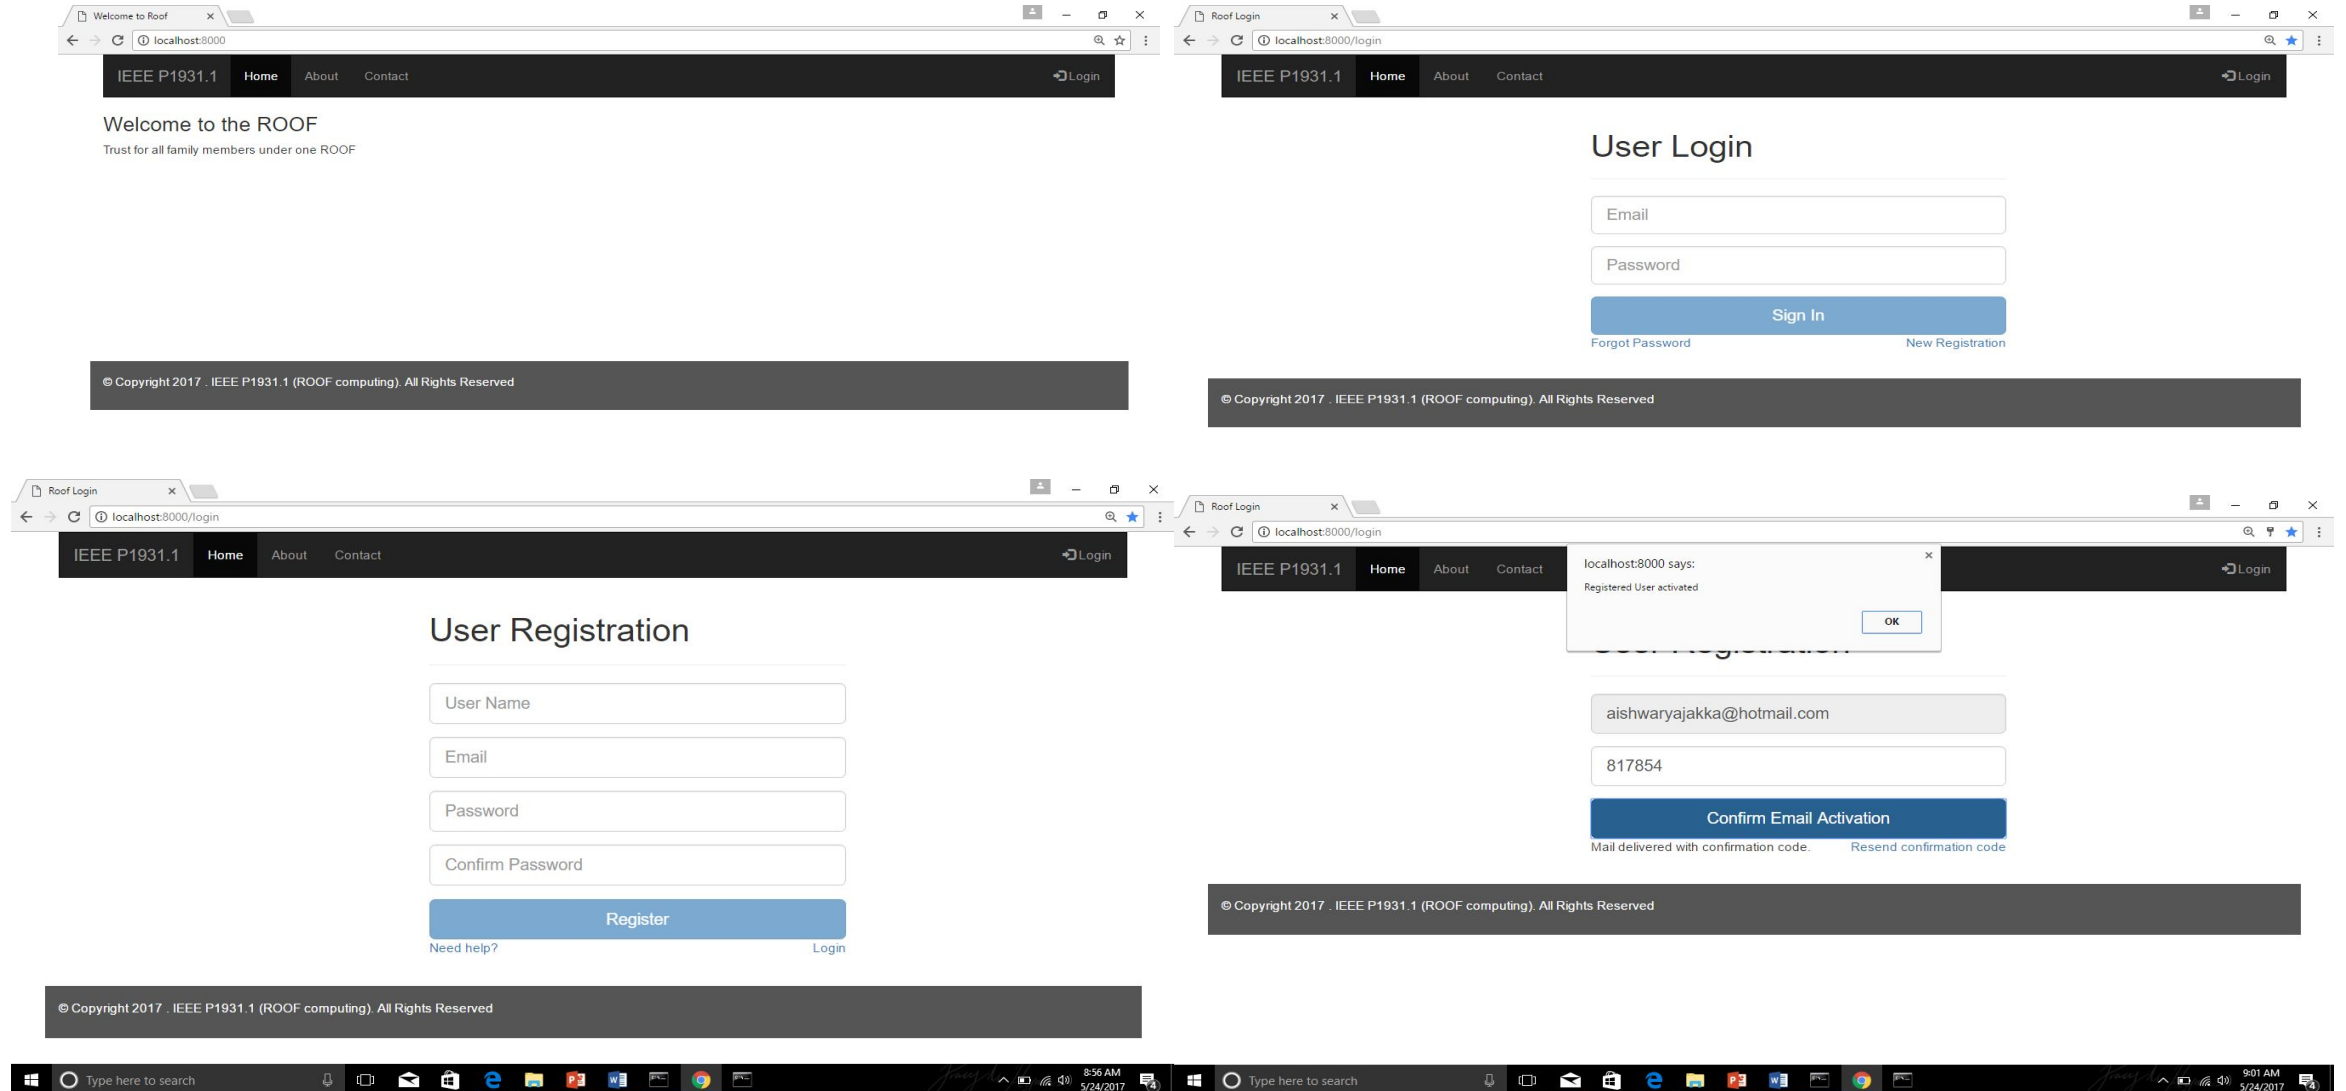 Welcome to Roof
localhost:8000
IEEE P1931.1 Home About Contact Login
Welcome to the ROOF
Trust for all family members under one ROOF
© Copyright 2017 . IEEE P1931.1 (ROOF computing). All Rights Reserved
Roof Login
localhost:8000/login
IEEE P1931.1 Home About Contact Login
User Login
Email
Password
Sign In
Forgot Password New Registration
© Copyright 2017 . IEEE P1931.1 (ROOF computing). All Rights Reserved
Roof Login
localhost:8000/login
IEEE P1931.1 Home About Contact Login
User Registration
User Name
Email
Password
Confirm Password
Register
Need help? Login
© Copyright 2017 . IEEE P1931.1 (ROOF computing). All Rights Reserved
Type here to search 8:56 AM
5/24/2017
4
Roof Login
localhost:8000/login
IEEE P1931.1 Home About Contact Login
localhost:8000 says:
Registered User activated
OK
User Registration
aishwaryajakka@hotmail.com
817854
Confirm Email Activation
Mail delivered with confirmation code. Resend confirmation code
© Copyright 2017 . IEEE P1931.1 (ROOF computing). All Rights Reserved
Type here to search 9:01 AM
5/24/2017
4